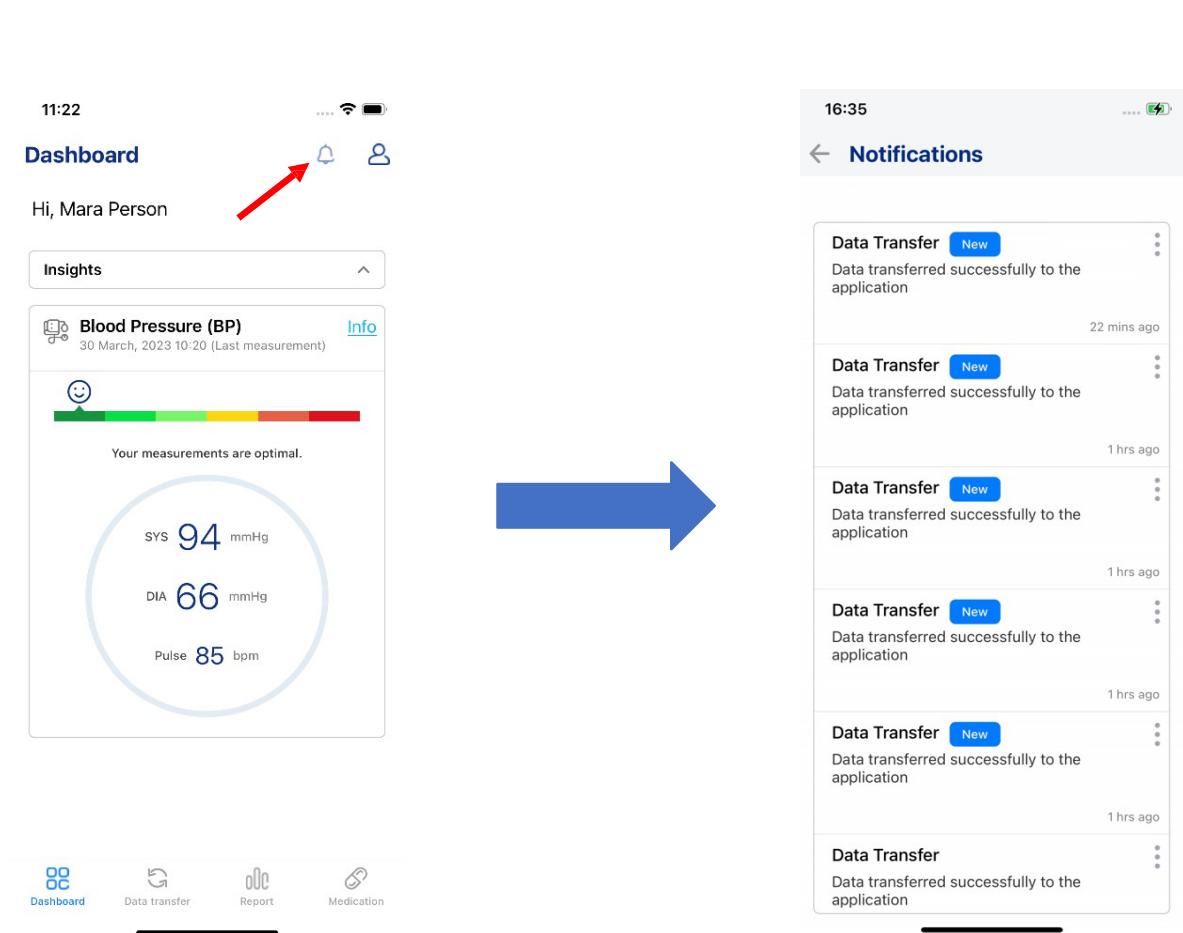 11:22
Dashboard
Hi, Mara Person
Insights
Blood Pressure (BP)
Info
30 March, 2023 10:20 (Last measurement)
Your measurements are optimal.
SYS 94 mmHg
DIA 66 mmHg
Pulse 85 bpm
Dashboard
Data transfer
Report
Medication
16:35
Notifications
Data Transfer New
Data transferred successfully to the
application
22 mins ago
Data Transfer New
Data transferred successfully to the
application
1 hrs ago
Data Transfer New
Data transferred successfully to the
application
1 hrs ago
Data Transfer New
Data transferred successfully to the
application
1 hrs ago
Data Transfer New
Data transferred successfully to the
application
1 hrs ago
Data Transfer
Data transferred successfully to the
application